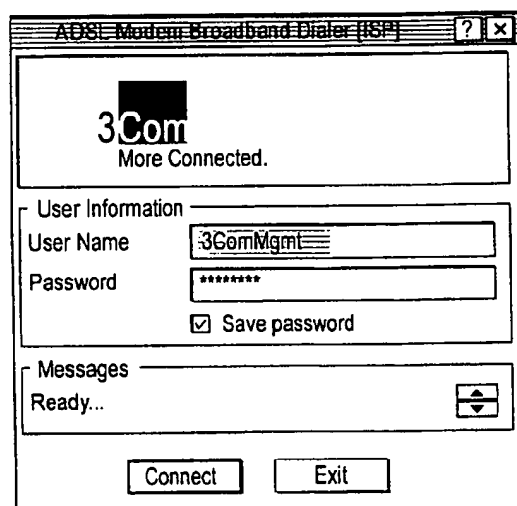 ADSL Modem Broadband Dialer [ISP] ? ×
3Com
More Connected.
User Information
User Name 3ComMgmt
Password ********
Save password
Messages
Ready...
Connect Exit